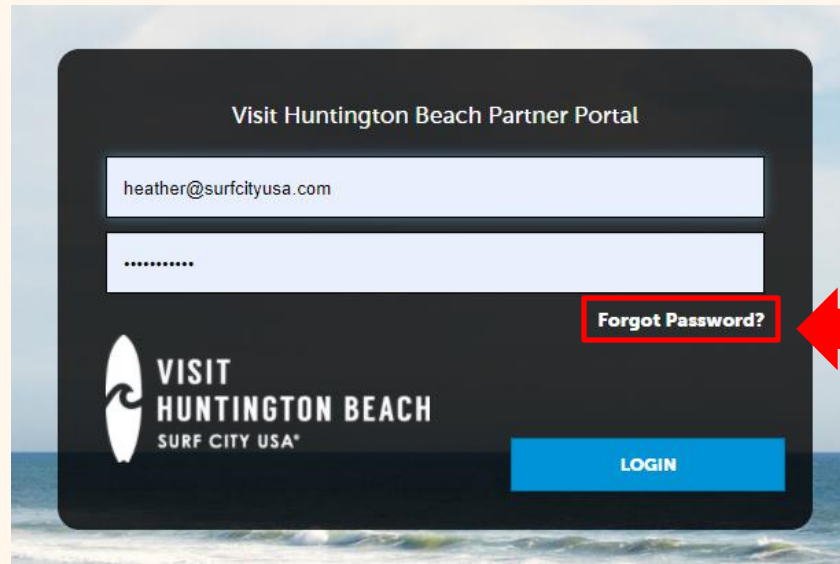 Visit Huntington Beach Partner Portal
heather@surfcityusa.com
•••••••••••
Forgot Password?
VISIT
HUNTINGTON BEACH
SURF CITY USA®
LOGIN